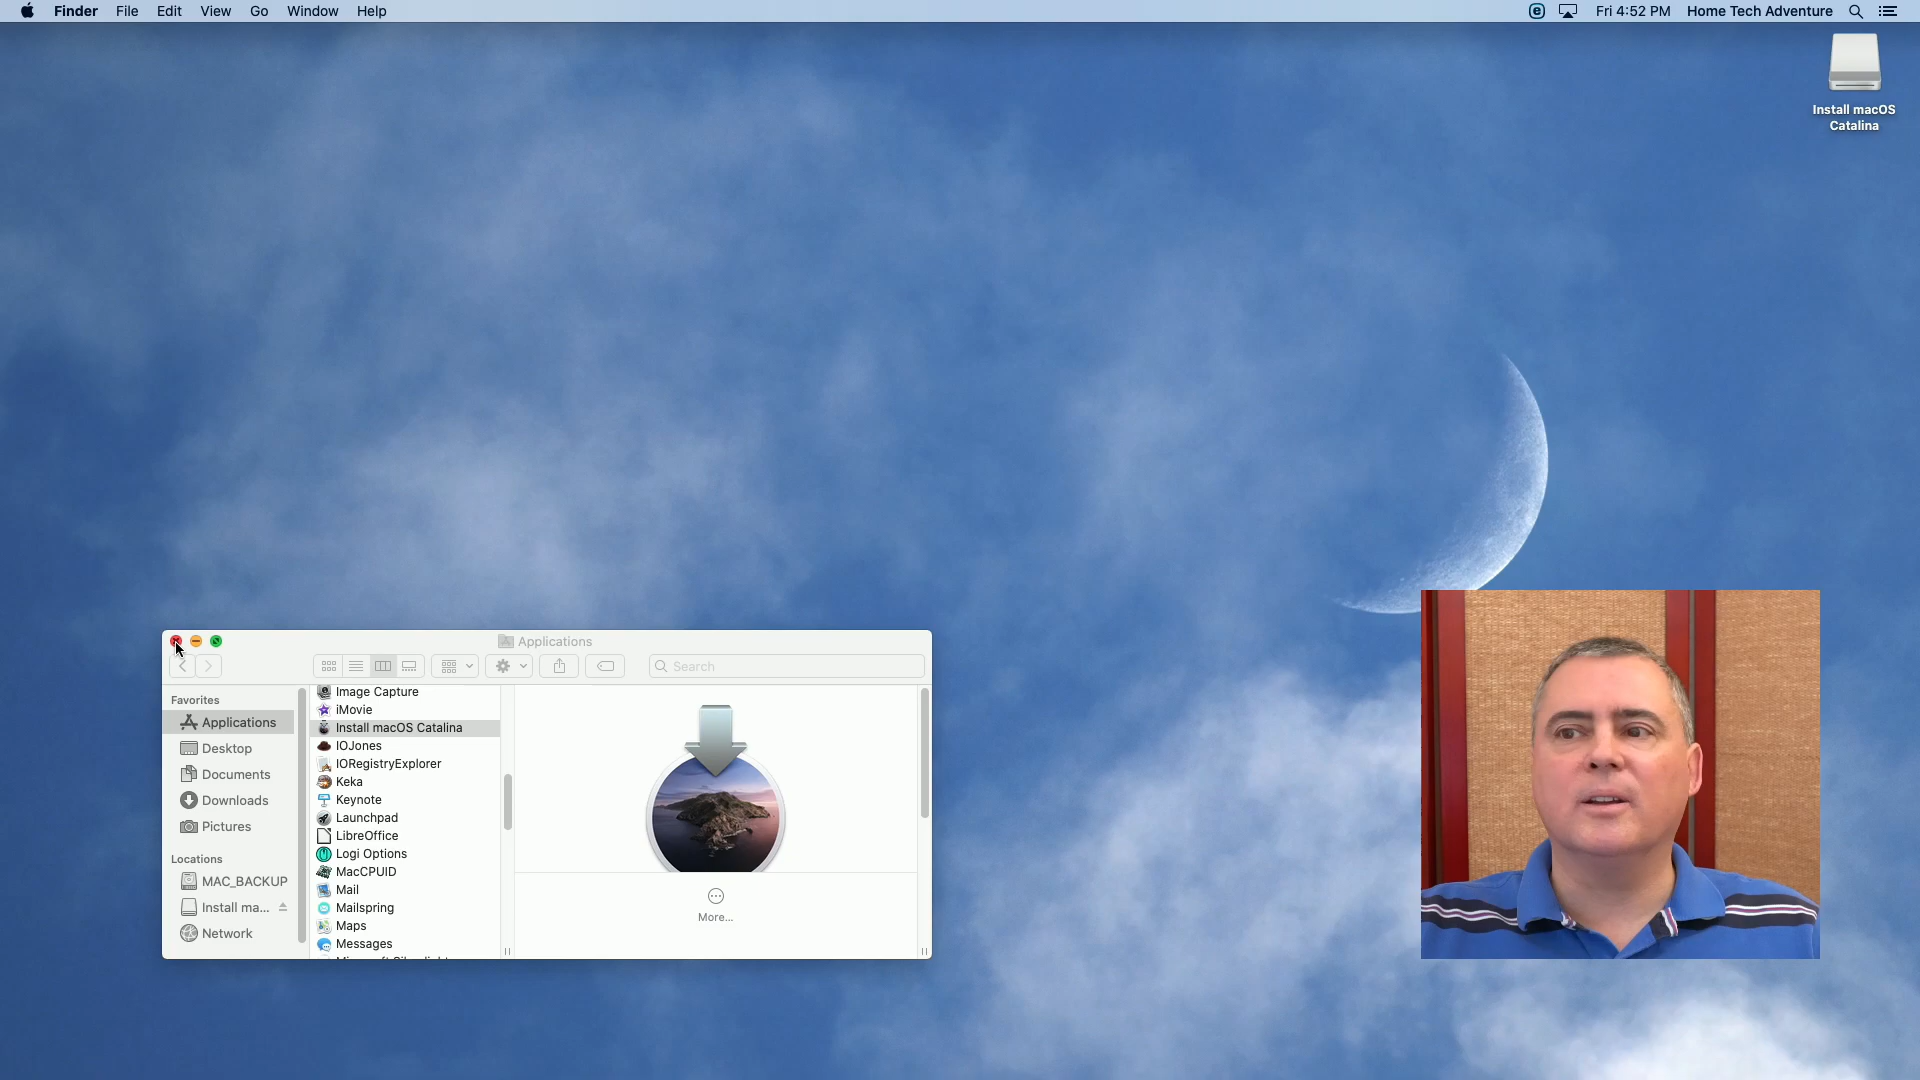 Finder File Edit View Go Window Help
Fri 4:52 PM Home Tech Adventure
Install macOS
Catalina
Applications
Search
Favorites
Applications
Desktop
Documents
Downloads
Pictures
Locations
MAC_BACKUP
Install ma...
Network
Image Capture
iMovie
Install macOS Catalina
IOJones
IORegistryExplorer
Keka
Keynote
Launchpad
LibreOffice
Logi Options
MacCPUID
Mail
Mailspring
Maps
Messages
More...